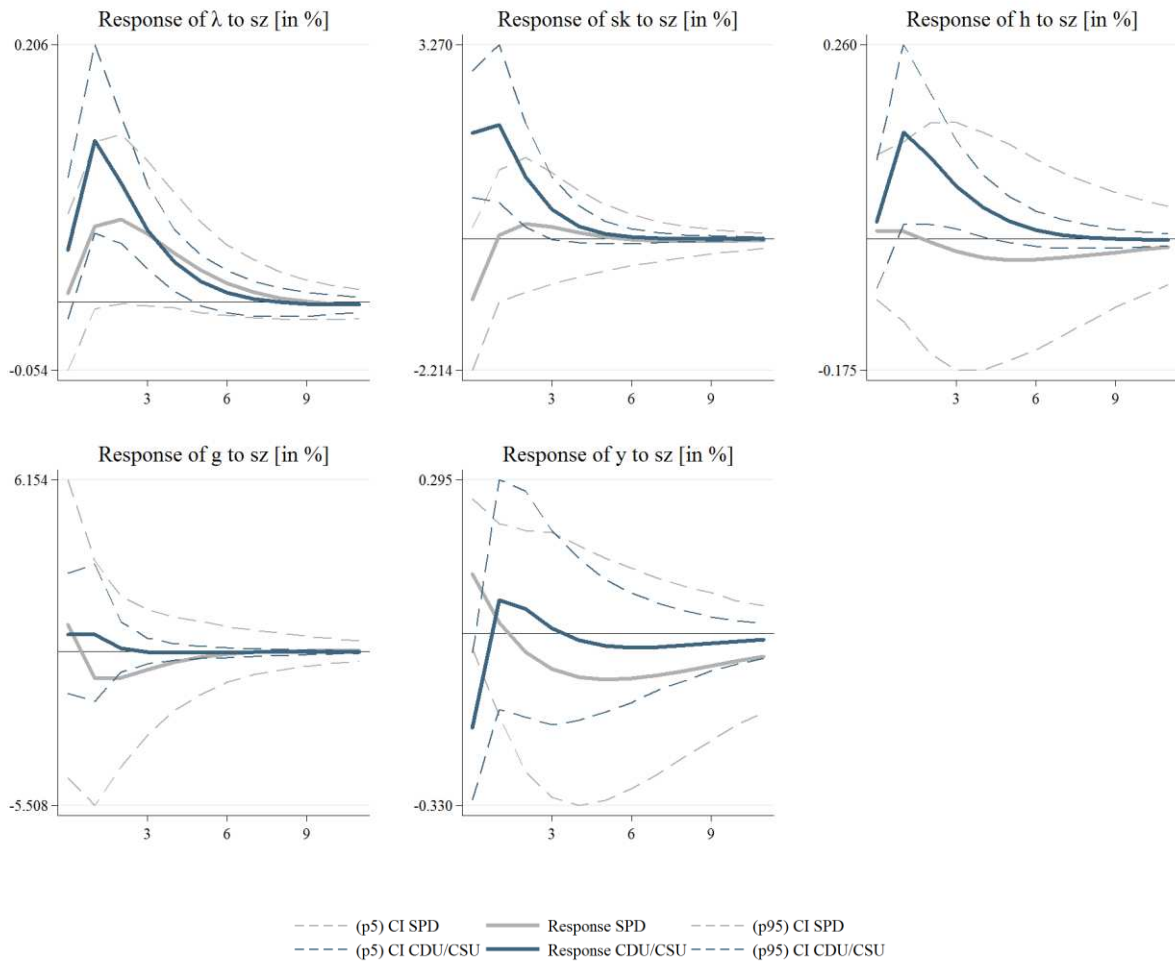 Response of λ to sz [in %]
0.206
-0.054
3 6 9
Response of sk to sz [in %]
3.270
-2.214
3 6 9
Response of h to sz [in %]
0.260
-0.175
3 6 9
Response of g to sz [in %]
6.154
-5.508
3 6 9
Response of y to sz [in %]
0.295
-0.330
3 6 9
(p5) CI SPD Response SPD (p95) CI SPD
(p5) CI CDU/CSU Response CDU/CSU (p95) CI CDU/CSU